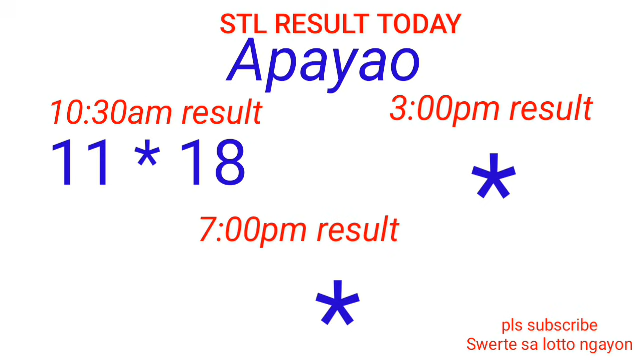 STL RESULT TODAY
Apayao
10:30am result
11 * 18
3:00pm result
*
7:00pm result
*
pls subscribe
Swerte sa lotto ngayon